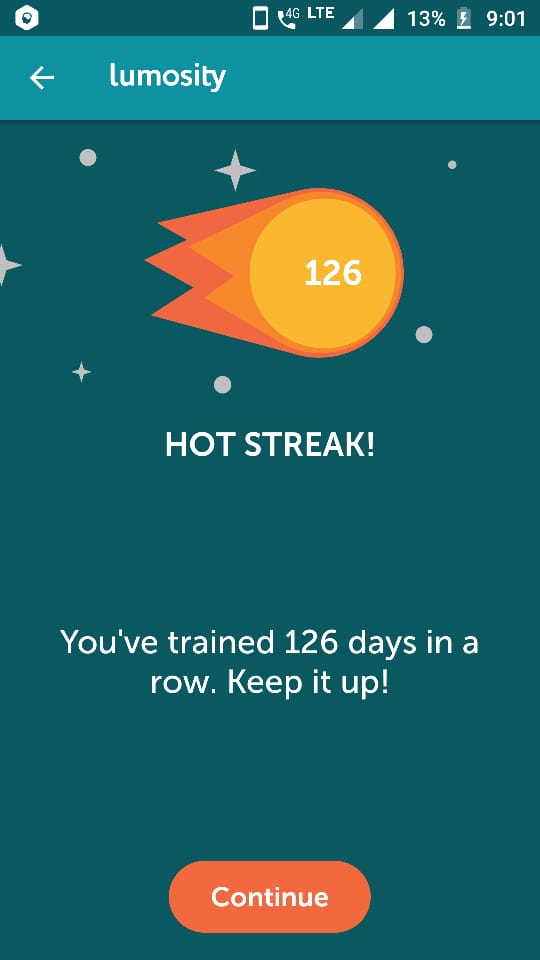 4G LTE 13% 9:01
lumosity
126
HOT STREAK!
You've trained 126 days in a
row. Keep it up!
Continue